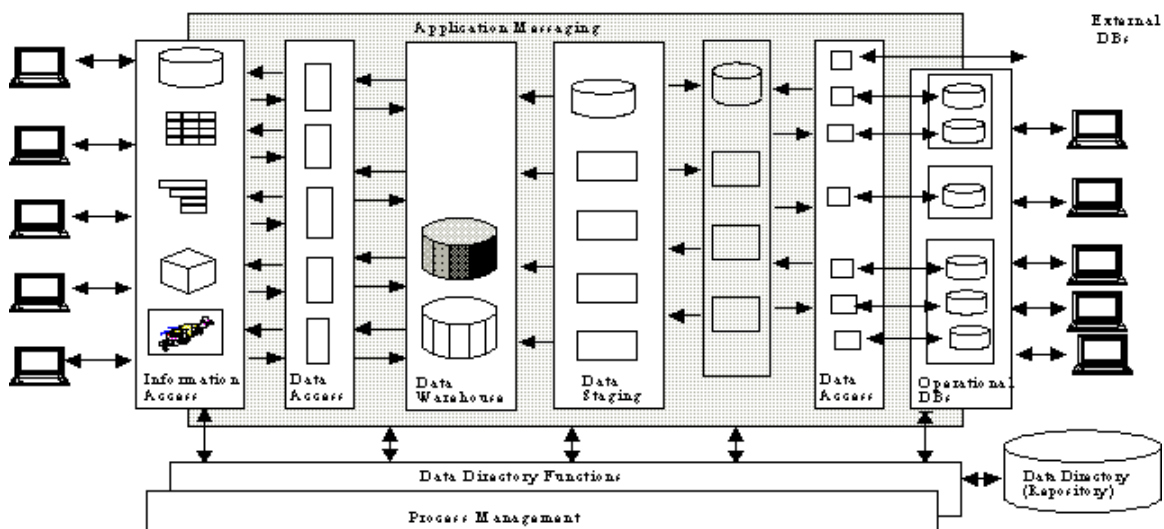 Application Messaging
External
DBs
Information
Access
Data
Access
Data
Warehouse
Data
Staging
Data
Access
Operational
DBs
Data Directory Functions
Data Directory
(Repository)
Process Management